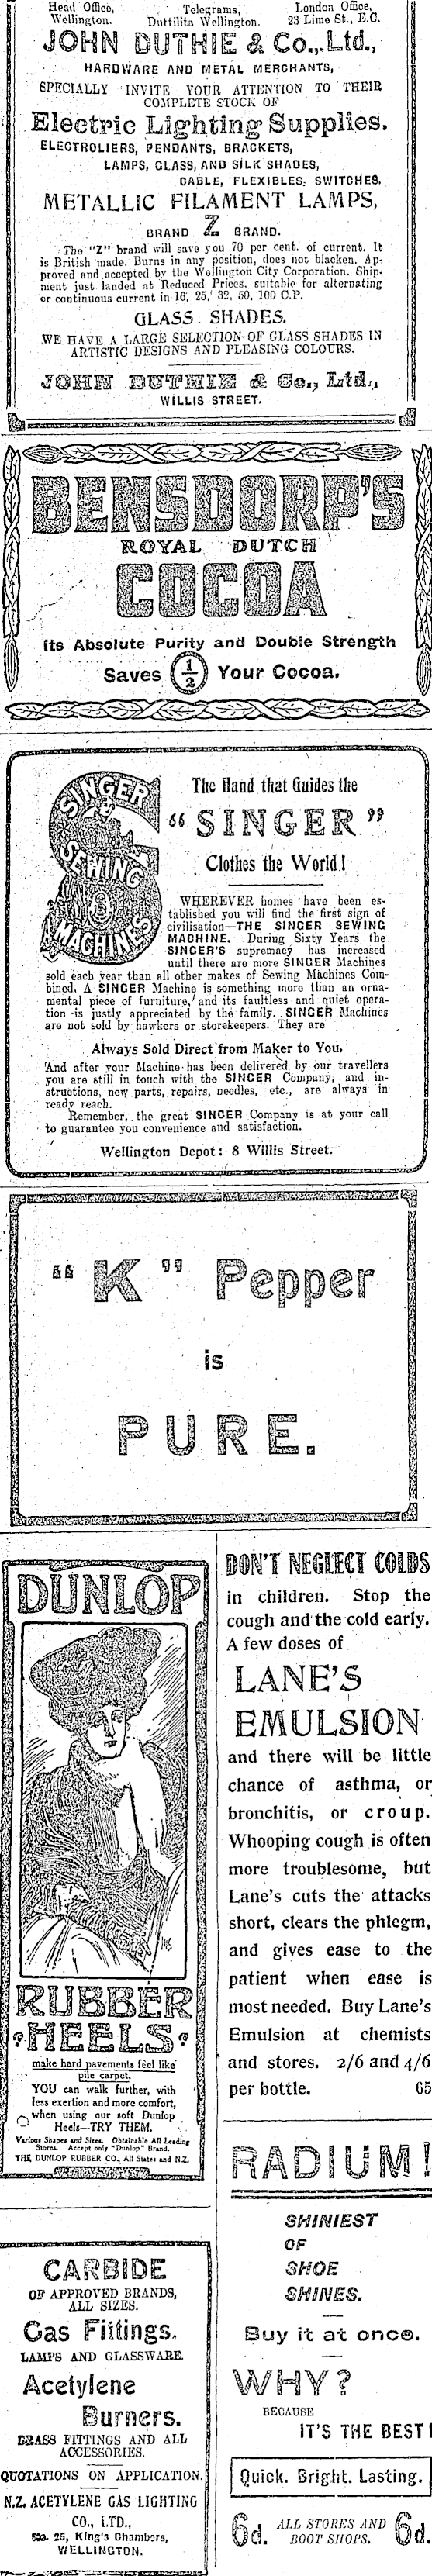 Head Office, Telegrams, London Office,
Wellington. Duttilita Wellington. 23 Lime St., E.C.
JOHN DUTHIE & Co., Ltd.,
HARDWARE AND METAL MERCHANTS,
SPECIALLY INVITE YOUR ATTENTION TO THEIR
COMPLETE STOCK OF
Electric Lighting Supplies.
ELECTROLIERS, PENDANTS, BRACKETS,
LAMPS, GLASS, AND SILK SHADES,
CABLE, FLEXIBLES, SWITCHES.
METALLIC FILAMENT LAMPS,
BRAND Z BRAND.
The "Z" brand will save you 70 per cent. of current. It
is British made. Burns in any position, does not blacken. Ap-
proved and accepted by the Wellington City Corporation. Ship-
ment just landed at Reduced Prices, suitable for alternating
or continuous current in 16, 25, 32, 50, 100 C.P.
GLASS SHADES.
WE HAVE A LARGE SELECTION OF GLASS SHADES IN
ARTISTIC DESIGNS AND PLEASING COLOURS.
JOHN DUTHIE & Co., Ltd.,
WILLIS STREET.
BENSDORP'S
ROYAL DUTCH
COCOA
Its Absolute Purity and Double Strength
Saves 1/2 Your Cocoa.
SINGER
SEWING
MACHINES
The Hand that Guides the
"SINGER"
Clothes the World!
WHEREVER homes have been es-
tablished you will find the first sign of
civilisation—THE SINGER SEWING
MACHINE. During Sixty Years the
SINGER'S supremacy has increased
until there are more SINGER Machines
sold each year than all other makes of Sewing Machines Com-
bined. A SINGER Machine is something more than an orna-
mental piece of furniture, and its faultless and quiet opera-
tion is justly appreciated by the family. SINGER Machines
are not sold by hawkers or storekeepers. They are
Always Sold Direct from Maker to You.
And after your Machine has been delivered by our travellers
you are still in touch with the SINGER Company, and in-
structions, new parts, repairs, needles, etc., are always in
ready reach.
Remember, the great SINGER Company is at your call
to guarantee you convenience and satisfaction.
Wellington Depot: 8 Willis Street.
"K" Pepper
is
PURE.
DUNLOP
RUBBER
HEELS
make hard pavements feel like
pile carpet.
YOU can walk further, with
less exertion and more comfort,
when using our soft Dunlop
Heels—TRY THEM.
Various Shapes and Sizes. Obtainable All Leading
Stores. Accept only "Dunlop" Brand.
THE DUNLOP RUBBER CO., All States and N.Z.
CARBIDE
OF APPROVED BRANDS,
ALL SIZES.
Gas Fittings,
LAMPS AND GLASSWARE.
Acetylene
Burners.
BRASS FITTINGS AND ALL
ACCESSORIES.
QUOTATIONS ON APPLICATION.
N.Z. ACETYLENE GAS LIGHTING
CO., LTD.,
No. 25, King's Chambers,
WELLINGTON.
DON'T NEGLECT COLDS
in children. Stop the
cough and the cold early.
A few doses of
LANE'S
EMULSION
and there will be little
chance of asthma, or
bronchitis, or croup.
Whooping cough is often
more troublesome, but
Lane's cuts the attacks
short, clears the phlegm,
and gives ease to the
patient when ease is
most needed. Buy Lane's
Emulsion at chemists
and stores. 2/6 and 4/6
per bottle. 65
RADIUM!
SHINIEST
OF
SHOE
SHINES.
Buy it at once.
WHY?
BECAUSE
IT'S THE BEST!
Quick. Bright. Lasting.
6d. ALL STORES AND 6d.
BOOT SHOPS.